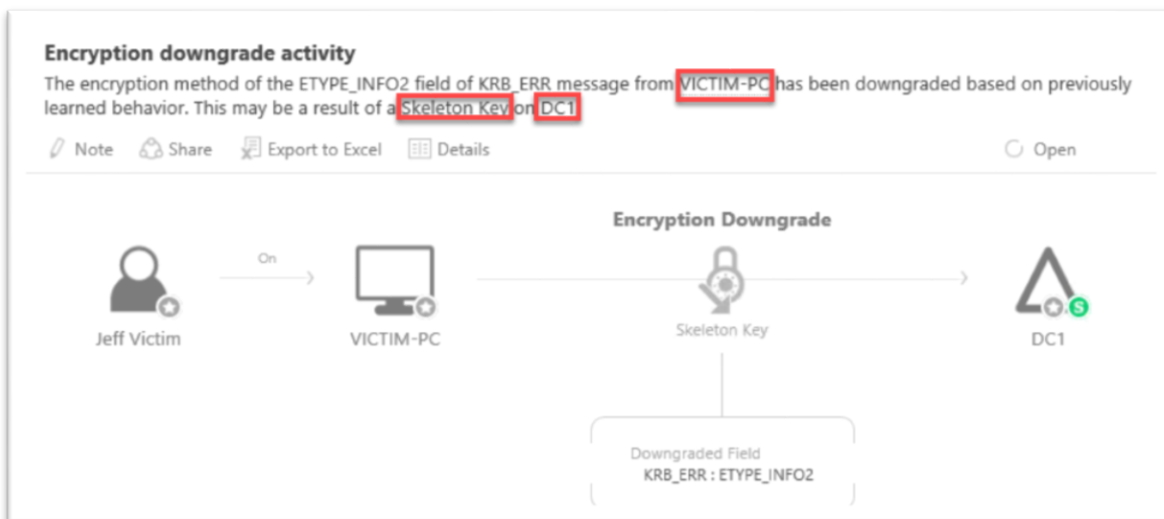 Encryption downgrade activity
The encryption method of the ETYPE_INFO2 field of KRB_ERR message from VICTIM-PC has been downgraded based on previously
learned behavior. This may be a result of a Skeleton Key on DC1
Note Share Export to Excel Details Open
Encryption Downgrade
On
S
Jeff Victim VICTIM-PC Skeleton Key DC1
Downgraded Field
KRB_ERR : ETYPE_INFO2